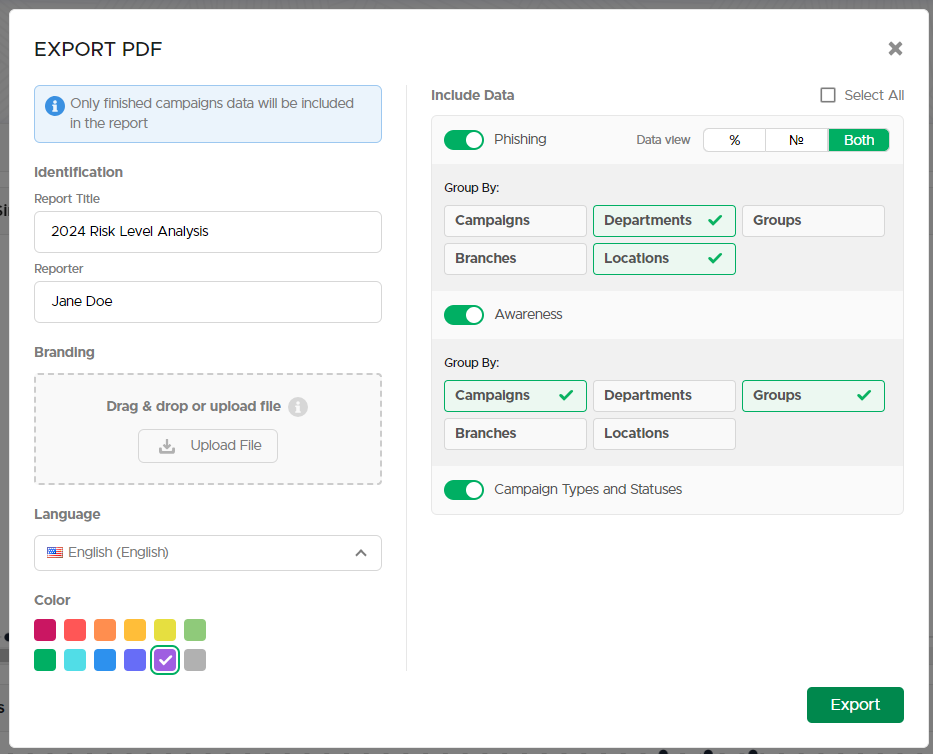 EXPORT PDF
Only finished campaigns data will be included
in the report
Identification
Report Title
2024 Risk Level Analysis
Reporter
Jane Doe
Branding
Drag & drop or upload file
Upload File
Language
English (English)
Color
Include Data
Select All
Phishing
Data view
%
№
Both
Group By:
Campaigns
Departments
Groups
Branches
Locations
Awareness
Group By:
Campaigns
Departments
Groups
Branches
Locations
Campaign Types and Statuses
Export